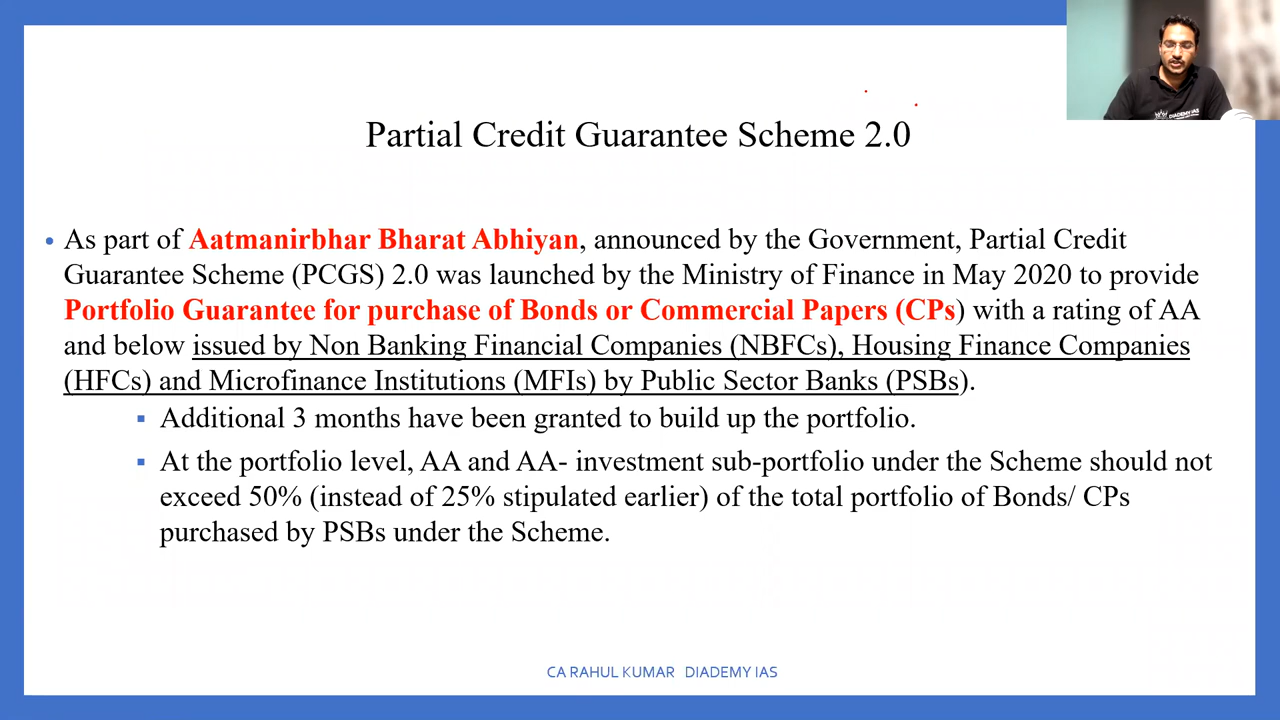 DIADEMY IAS
Partial Credit Guarantee Scheme 2.0
• As part of Aatmanirbhar Bharat Abhiyan, announced by the Government, Partial Credit
Guarantee Scheme (PCGS) 2.0 was launched by the Ministry of Finance in May 2020 to provide
Portfolio Guarantee for purchase of Bonds or Commercial Papers (CPs) with a rating of AA
and below issued by Non Banking Financial Companies (NBFCs), Housing Finance Companies
(HFCs) and Microfinance Institutions (MFIs) by Public Sector Banks (PSBs).
▪ Additional 3 months have been granted to build up the portfolio.
▪ At the portfolio level, AA and AA- investment sub-portfolio under the Scheme should not
exceed 50% (instead of 25% stipulated earlier) of the total portfolio of Bonds/ CPs
purchased by PSBs under the Scheme.
CA RAHUL KUMAR DIADEMY IAS